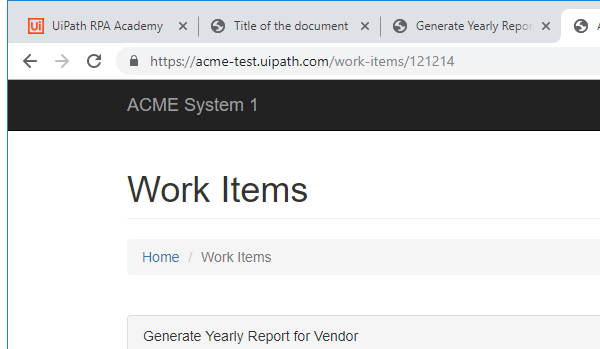 UiPath RPA Academy
Title of the document
Generate Yearly Repor
https://acme-test.uipath.com/work-items/121214
ACME System 1
Work Items
Home / Work Items
Generate Yearly Report for Vendor